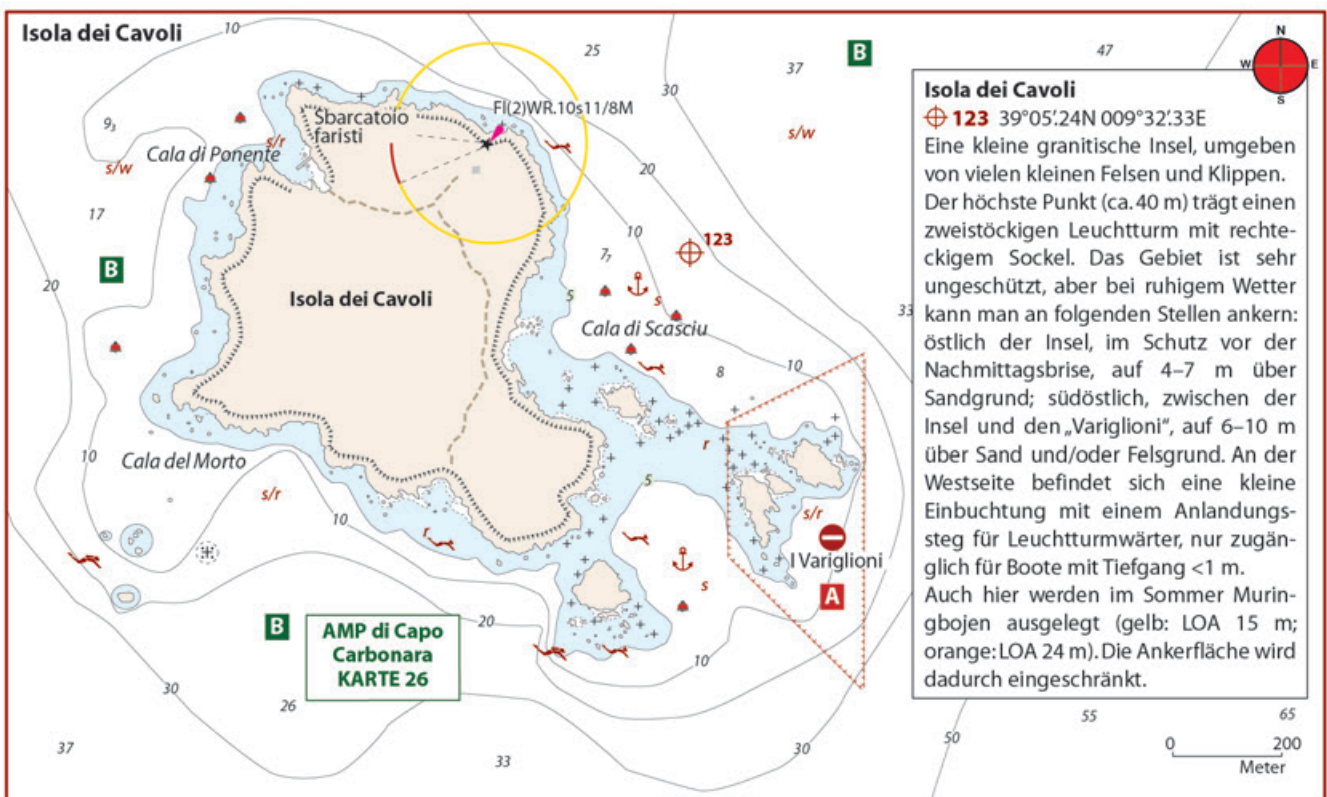 Isola dei Cavoli
10
25
47
37
B
N
W
E
S
Isola dei Cavoli
123 39°05'.24N 009°32'.33E
Eine kleine granitische Insel, umgeben
von vielen kleinen Felsen und Klippen.
Der höchste Punkt (ca. 40 m) trägt einen
zweistöckigen Leuchtturm mit rechte-
ckigem Sockel. Das Gebiet ist sehr
ungeschützt, aber bei ruhigem Wetter
kann man an folgenden Stellen ankern:
östlich der Insel, im Schutz vor der
Nachmittagsbrise, auf 4–7 m über
Sandgrund; südöstlich, zwischen der
Insel und den „Variglioni“, auf 6–10 m
über Sand und/oder Felsgrund. An der
Westseite befindet sich eine kleine
Einbuchtung mit einem Anlandungs-
steg für Leuchtturmwärter, nur zugän-
glich für Boote mit Tiefgang <1 m.
Auch hier werden im Sommer Murin-
gbojen ausgelegt (gelb: LOA 15 m;
orange: LOA 24 m). Die Ankerfläche wird
dadurch eingeschränkt.
30
Fl(2)WR.10s11/8M
Sbarcatoio
faristi
9₃
s/r
s/w
Cala di Ponente
s/w
20
17
10
123
7₇
B
20
Isola dei Cavoli
5
s
33
Cala di Scasciu
10
8
r
10
Cala del Morto
5
s/r
s/r
10
r
I Variglioni
s
A
B
AMP di Capo
Carbonara
KARTE 26
20
10
30
26
37
33
30
50
55
65
0
200
Meter